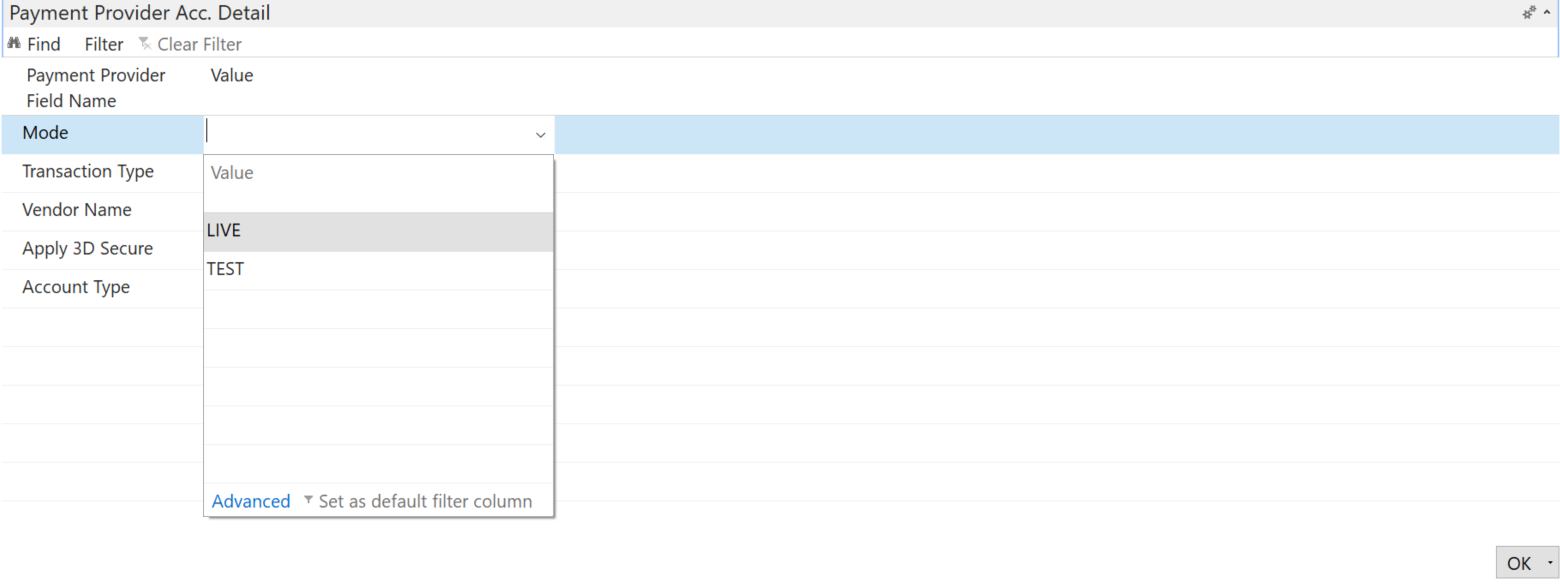 Payment Provider Acc. Detail
Find Filter Clear Filter
Payment Provider Value
Field Name
Mode
Transaction Type Value
Vendor Name
LIVE
Apply 3D Secure
TEST
Account Type
Advanced Set as default filter column
OK